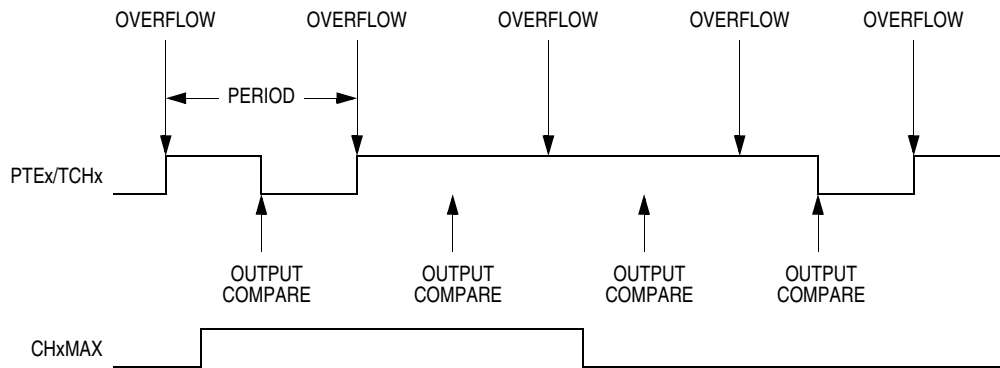 OVERFLOW OVERFLOW OVERFLOW OVERFLOW OVERFLOW
PERIOD
PTEx/TCHx
OUTPUT COMPARE
OUTPUT COMPARE
OUTPUT COMPARE
OUTPUT COMPARE
CHxMAX